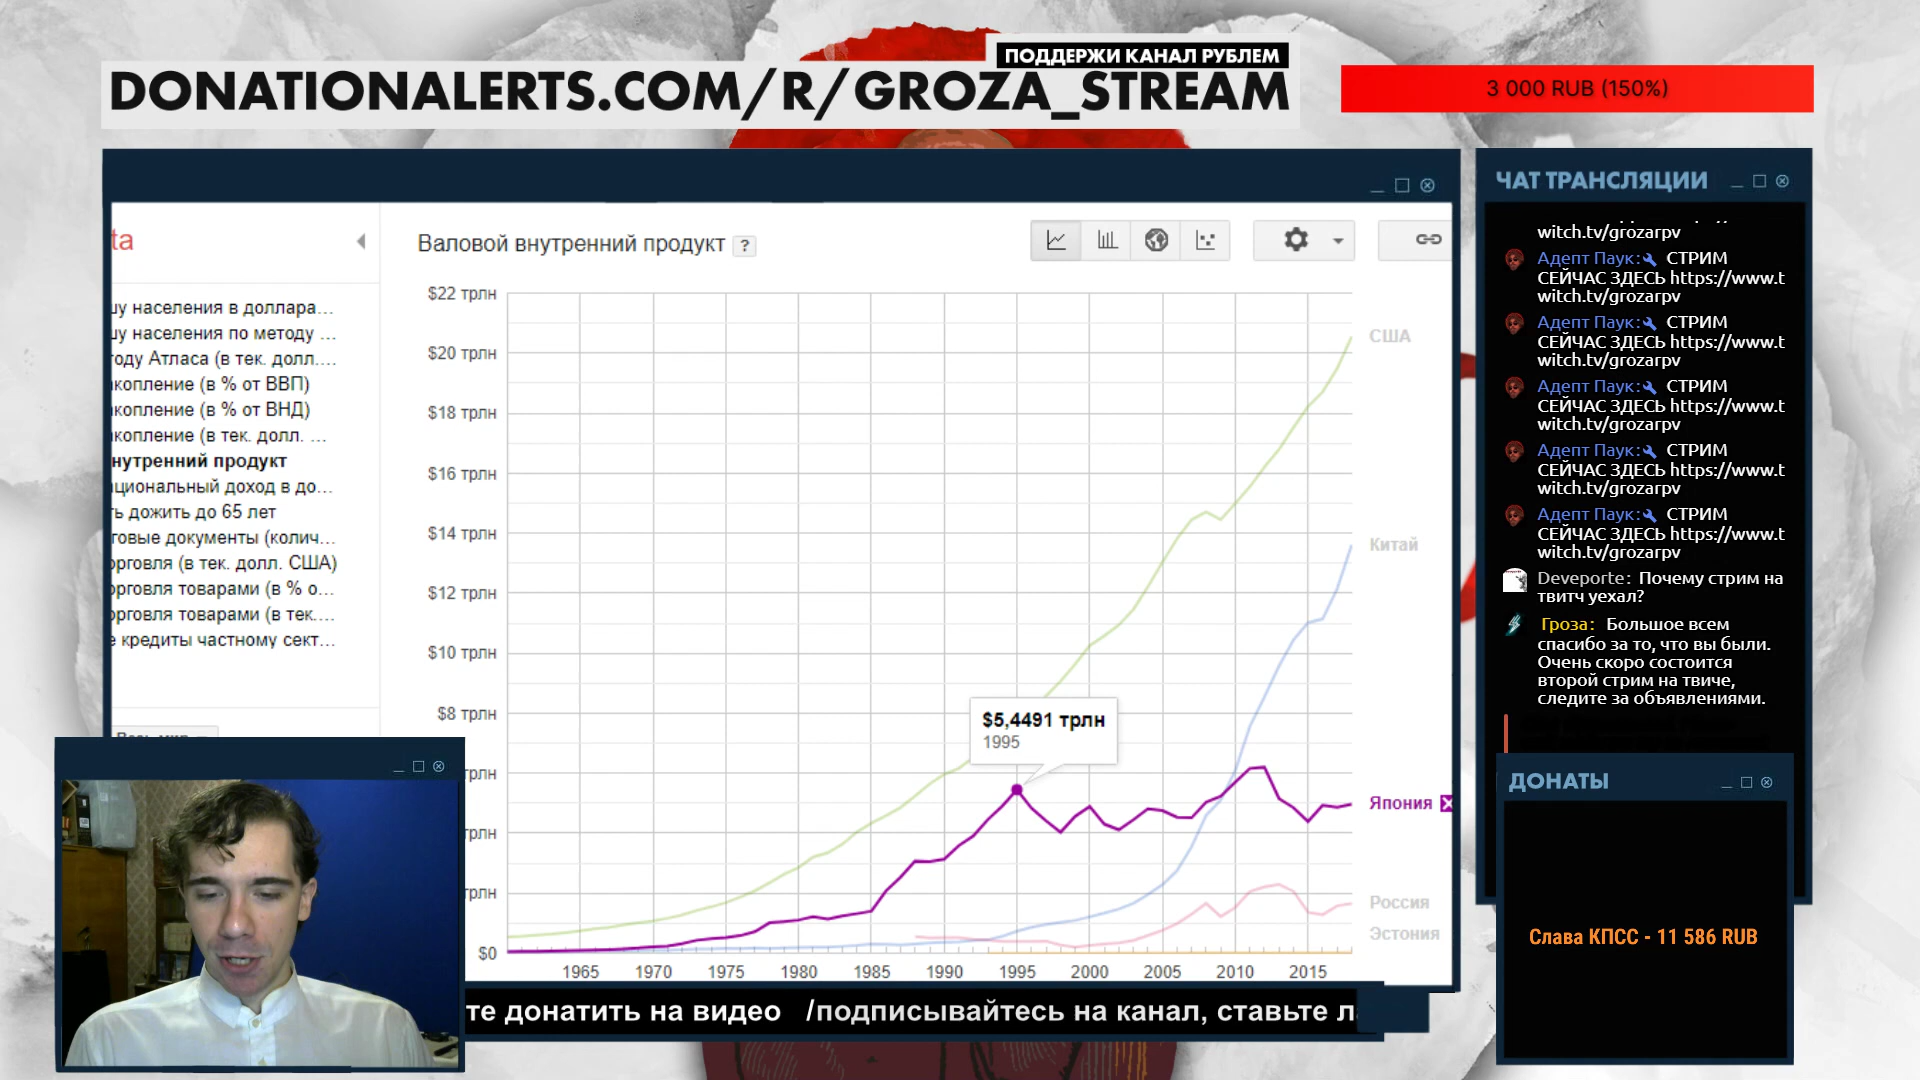 ПОДДЕРЖИ КАНАЛ РУБЛЕМ
DONATIONALERTS.COM/R/GROZA_STREAM
3 000 RUB (150%)
ta
Валовой внутренний продукт ?
шу населения в доллара...
шу населения по методу ...
тоду Атласа (в тек. долл....
акопление (в % от ВВП)
акопление (в % от ВНД)
акопление (в тек. долл. ...
нутренний продукт
циональный доход в до...
ть дожить до 65 лет
говые документы (колич...
орговля (в тек. долл. США)
орговля товарами (в % о...
орговля товарами (в тек....
е кредиты частному сект...
$22 трлн
$20 трлн
$18 трлн
$16 трлн
$14 трлн
$12 трлн
$10 трлн
$8 трлн
трлн
трлн
трлн
$0
США
Китай
Япония
Россия
Эстония
$5,4491 трлн
1995
1965 1970 1975 1980 1985 1990 1995 2000 2005 2010 2015
те донатить на видео /подписывайтесь на канал, ставьте л
ЧАТ ТРАНСЛЯЦИИ
witch.tv/grozarpv
Адепт Паук: СТРИМ
СЕЙЧАС ЗДЕСЬ https://www.t
witch.tv/grozarpv
Адепт Паук: СТРИМ
СЕЙЧАС ЗДЕСЬ https://www.t
witch.tv/grozarpv
Адепт Паук: СТРИМ
СЕЙЧАС ЗДЕСЬ https://www.t
witch.tv/grozarpv
Адепт Паук: СТРИМ
СЕЙЧАС ЗДЕСЬ https://www.t
witch.tv/grozarpv
Адепт Паук: СТРИМ
СЕЙЧАС ЗДЕСЬ https://www.t
witch.tv/grozarpv
Deveporte: Почему стрим на
твитч уехал?
Гроза: Большое всем
спасибо за то, что вы были.
Очень скоро состоится
второй стрим на твиче,
следите за объявлениями.
ДОНАТЫ
Слава КПСС - 11 586 RUB